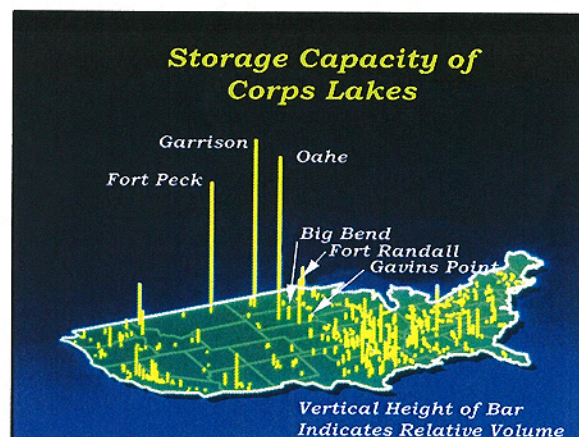 Storage Capacity of
Corps Lakes
Garrison
Oahe
Fort Peck
Big Bend
Fort Randall
Gavins Point
Vertical Height of Bar
Indicates Relative Volume